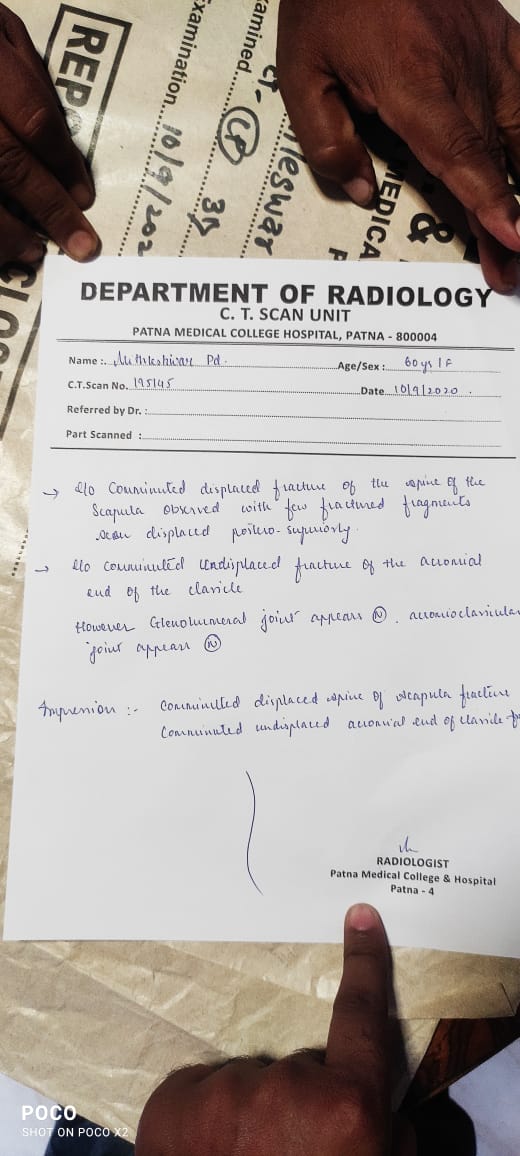 REPO
Examination.. 10/9/202
xamined.. CT- (LS)
3D
lleswar
MEDICA
&
CLOS
DEPARTMENT OF RADIOLOGY
C. T. SCAN UNIT
PATNA MEDICAL COLLEGE HOSPITAL, PATNA - 800004
Name :. Mithleshwar Pd. Age/Sex : 60 ys / F
C.T.Scan No. 195145 Date 10/9/2020 .
Referred by Dr. :
Part Scanned :
→ E/o Comminuted displaced fracture of the spine of the
Scapula observed with few fractured fragments
seen displaced postero-superiorly.
→ E/o comminuted undisplaced fracture of the acromial
end of the clavicle
However Glenohumeral joint appears (N). acromioclavicular
joint appears (N)
Impression :- Comminuted displaced spine of scapula fracture
Comminuted undisplaced acromial end of clavicle
RADIOLOGIST
Patna Medical College & Hospital
Patna - 4
POCO
SHOT ON POCO X2